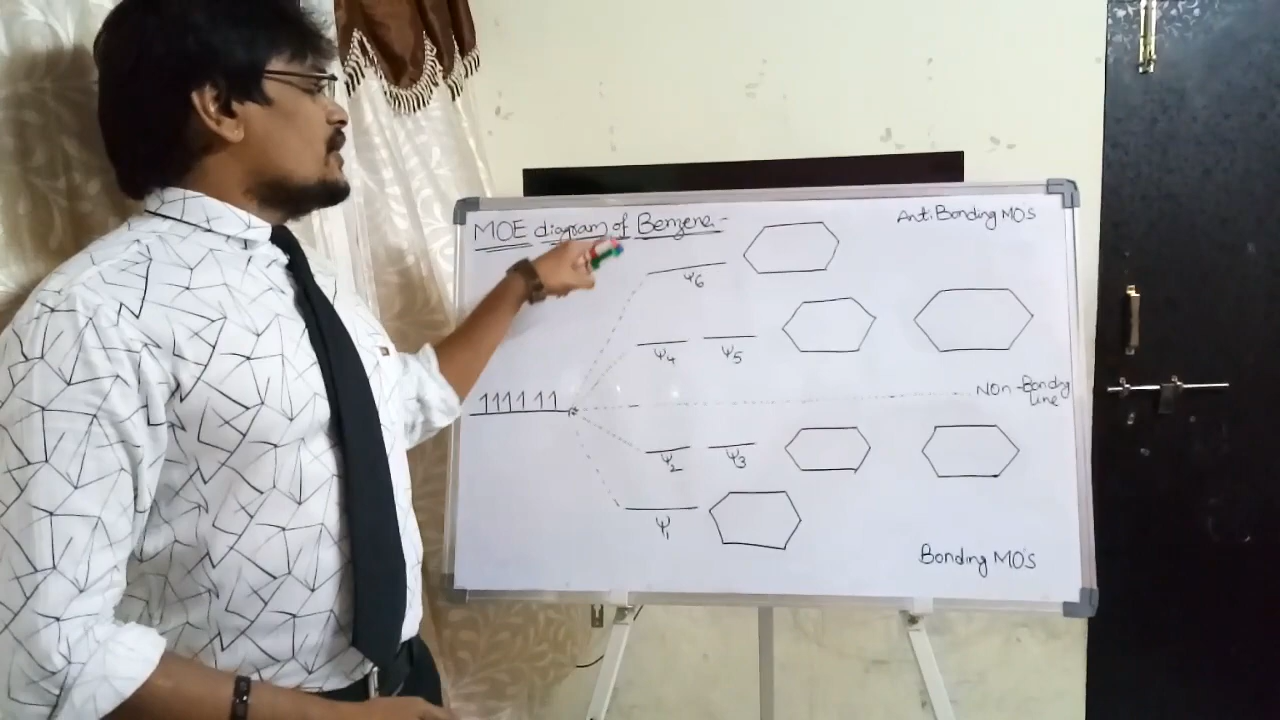 MOE diagram of Benzene -
Anti Bonding MO'S
Ψ6
Ψ4 Ψ5
Non-Bonding
Line
111111
Ψ2 Ψ3
Ψ1
Bonding MO'S